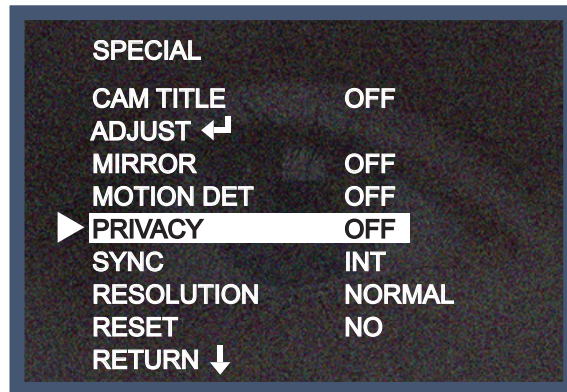 SPECIAL
CAM TITLE OFF
ADJUST ↵
MIRROR OFF
MOTION DET OFF
PRIVACY OFF
SYNC INT
RESOLUTION NORMAL
RESET NO
RETURN ↓